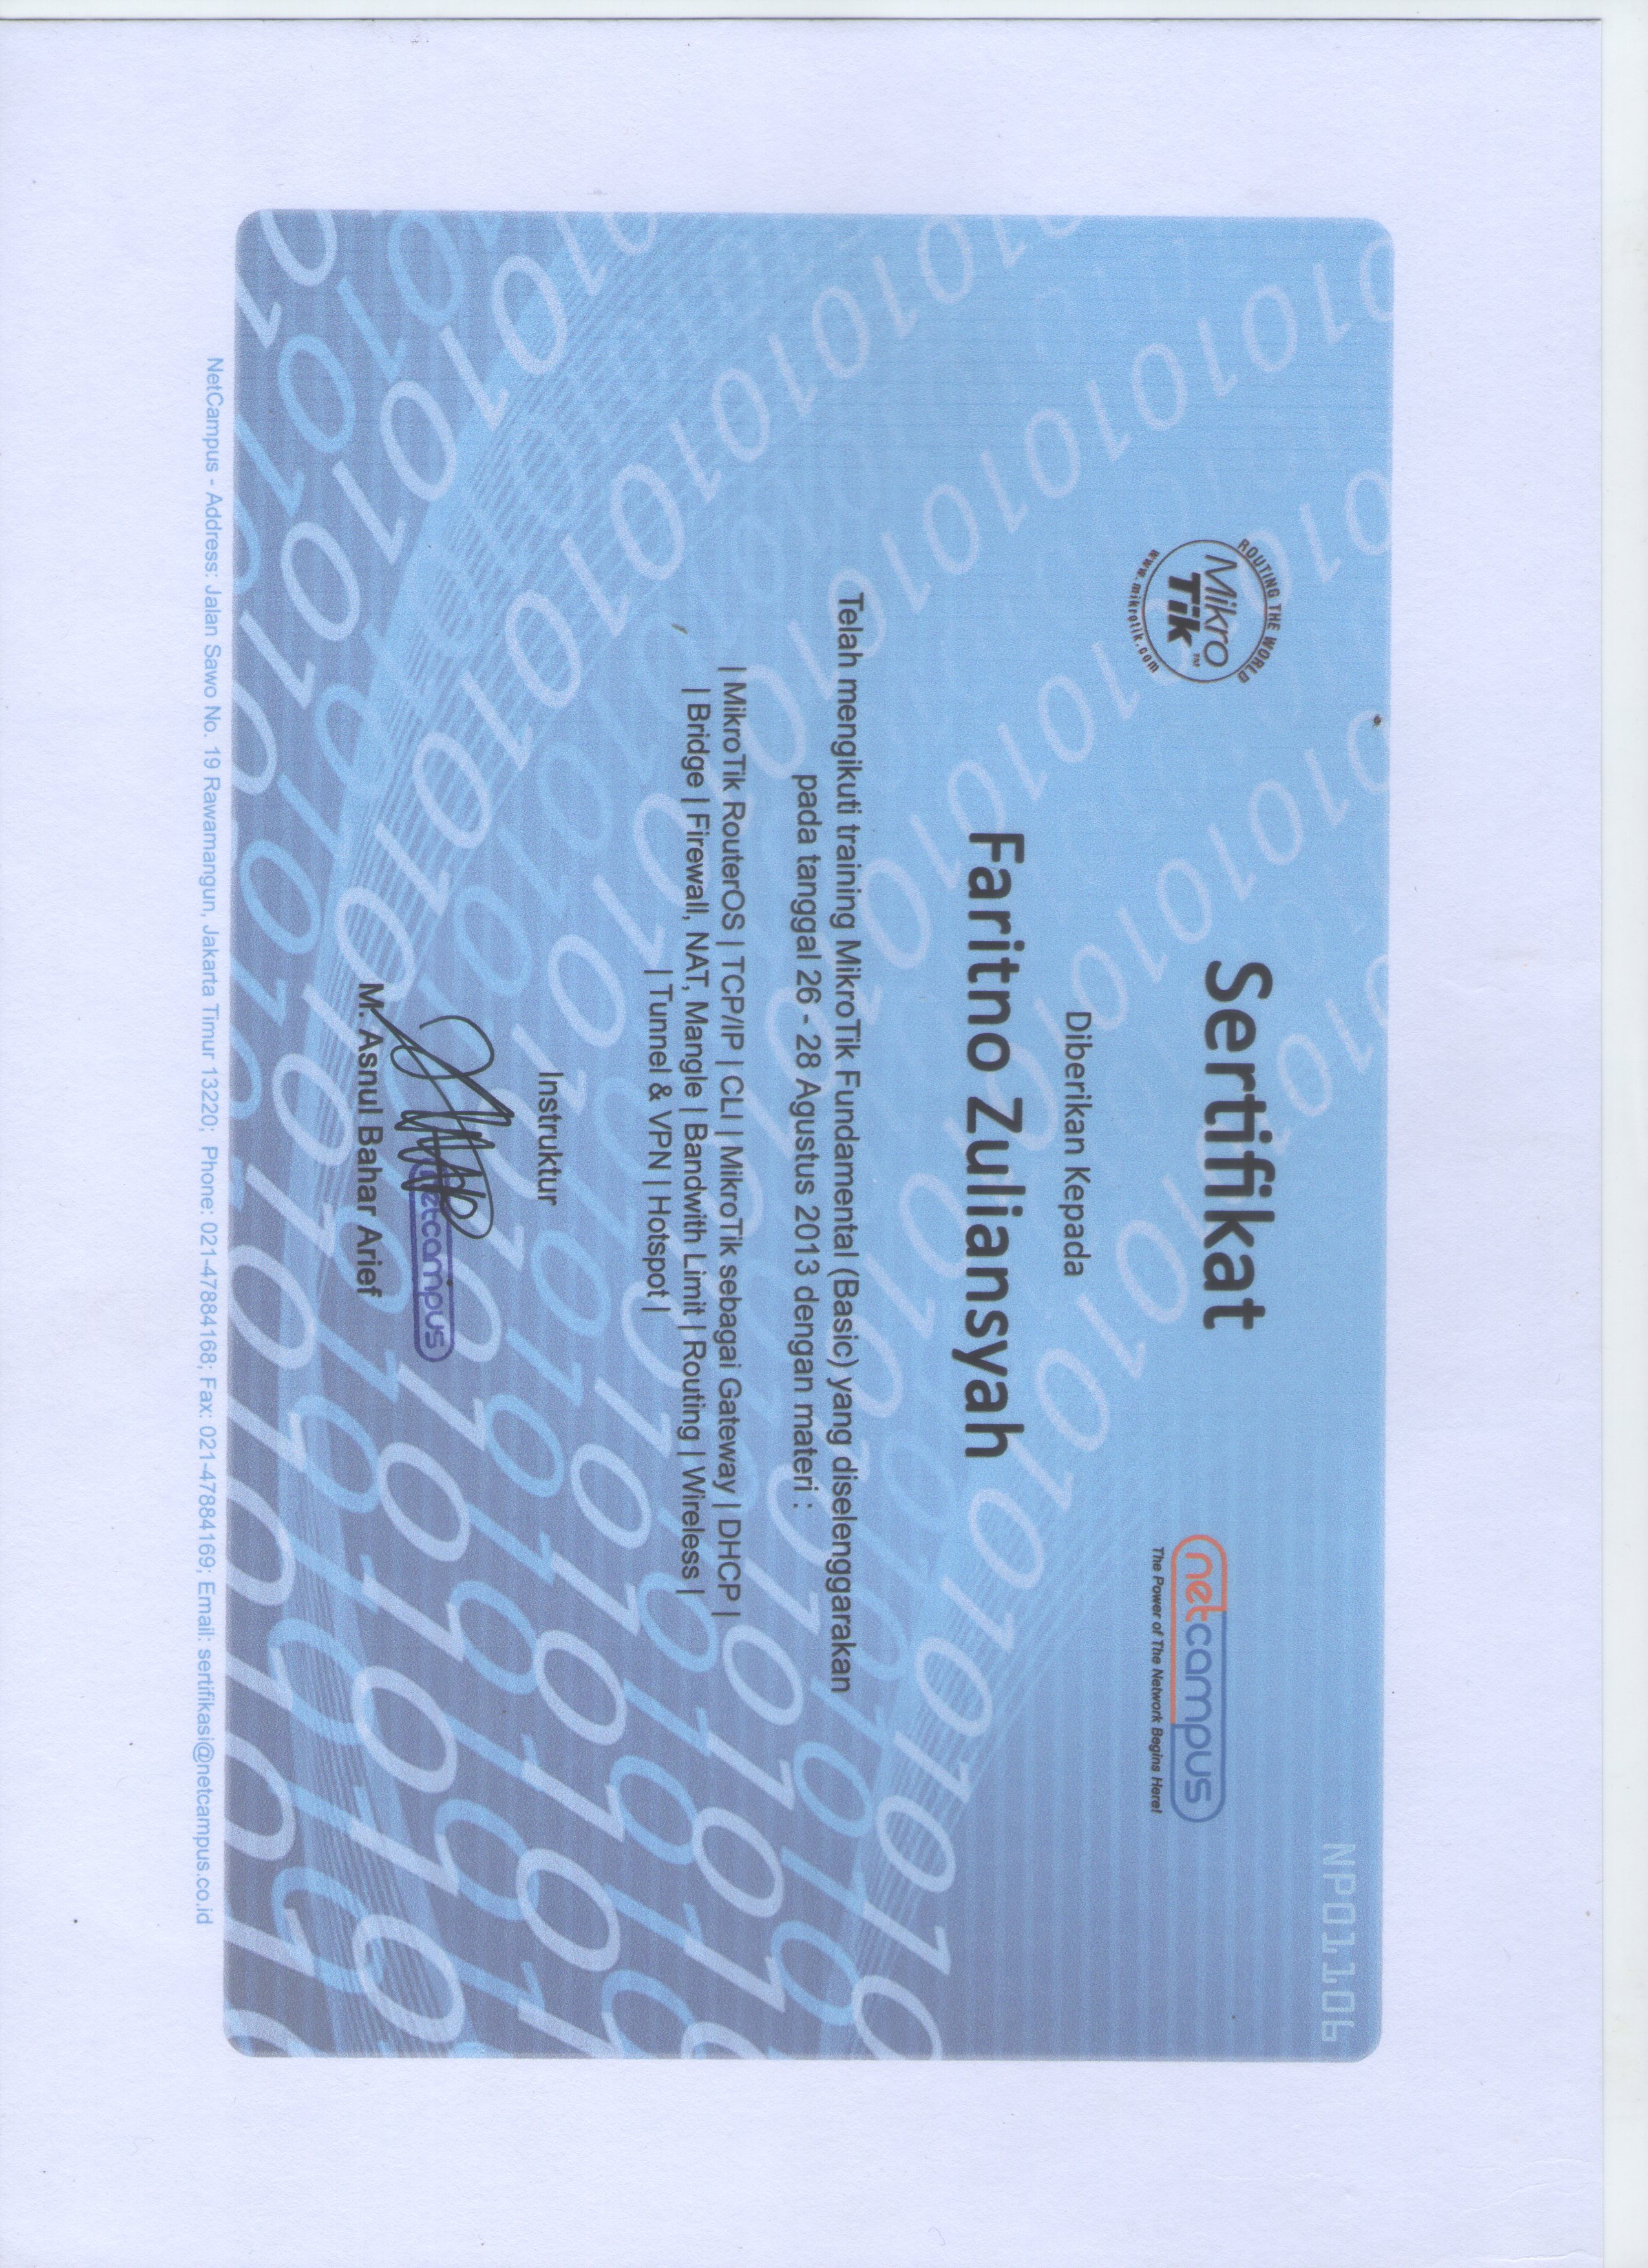 NP01106
ROUTING THE WORLD
Mikro
Tik™
www.mikrotik.com
Sertifikat
netcampus
The Power of The Network Begins Here!
Diberikan Kepada
Faritno Zuliansyah
Telah mengikuti training MikroTik Fundamental (Basic) yang diselenggarakan
pada tanggal 26 - 28 Agustus 2013 dengan materi :
| MikroTik RouterOS | TCP/IP | CLI | MikroTik sebagai Gateway | DHCP |
| Bridge | Firewall, NAT, Mangle | Bandwith Limit | Routing | Wireless |
| Tunnel & VPN | Hotspot |
Instruktur
netcampus
M. Asnul Bahar Arief
NetCampus - Address: Jalan Sawo No. 19 Rawamangun, Jakarta Timur 13220; Phone: 021-47884168; Fax: 021-47884169; Email: sertifikasi@netcampus.co.id